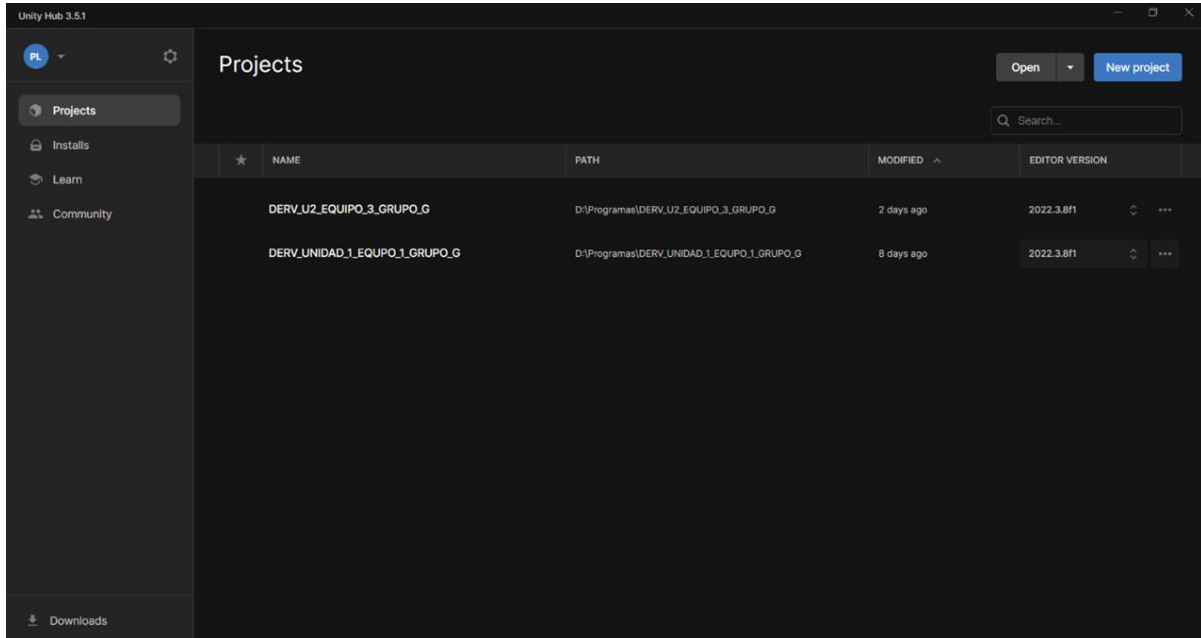 Unity Hub 3.5.1
PL
Projects
Open
New project
Projects
Installs
Learn
Community
Search...
NAME PATH MODIFIED EDITOR VERSION
DERV_U2_EQUIPO_3_GRUPO_G D:\Programas\DERV_U2_EQUIPO_3_GRUPO_G 2 days ago 2022.3.8f1
DERV_UNIDAD_1_EQUPO_1_GRUPO_G D:\Programas\DERV_UNIDAD_1_EQUPO_1_GRUPO_G 8 days ago 2022.3.8f1
Downloads